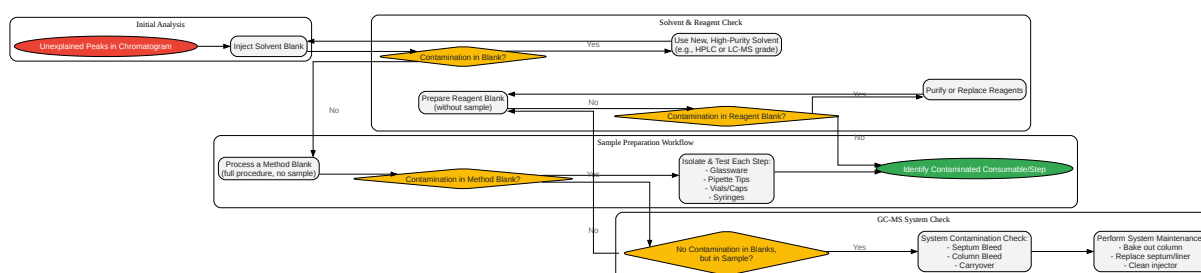 Initial Analysis
Unexplained Peaks in Chromatogram
Inject Solvent Blank
Solvent & Reagent Check
Contamination in Blank?
Yes
Use New, High-Purity Solvent
(e.g., HPLC or LC-MS grade)
No
Prepare Reagent Blank
(without sample)
No
Contamination in Reagent Blank?
Yes
Purify or Replace Reagents
No
Sample Preparation Workflow
Process a Method Blank
(full procedure, no sample)
Contamination in Method Blank?
Yes
Isolate & Test Each Step:
- Glassware
- Pipette Tips
- Vials/Caps
- Syringes
Identify Contaminated Consumable/Step
No
GC-MS System Check
No Contamination in Blanks,
but in Sample?
Yes
System Contamination Check:
- Septum Bleed
- Column Bleed
- Carryover
Perform System Maintenance
- Bake out column
- Replace septum/liner
- Clean injector